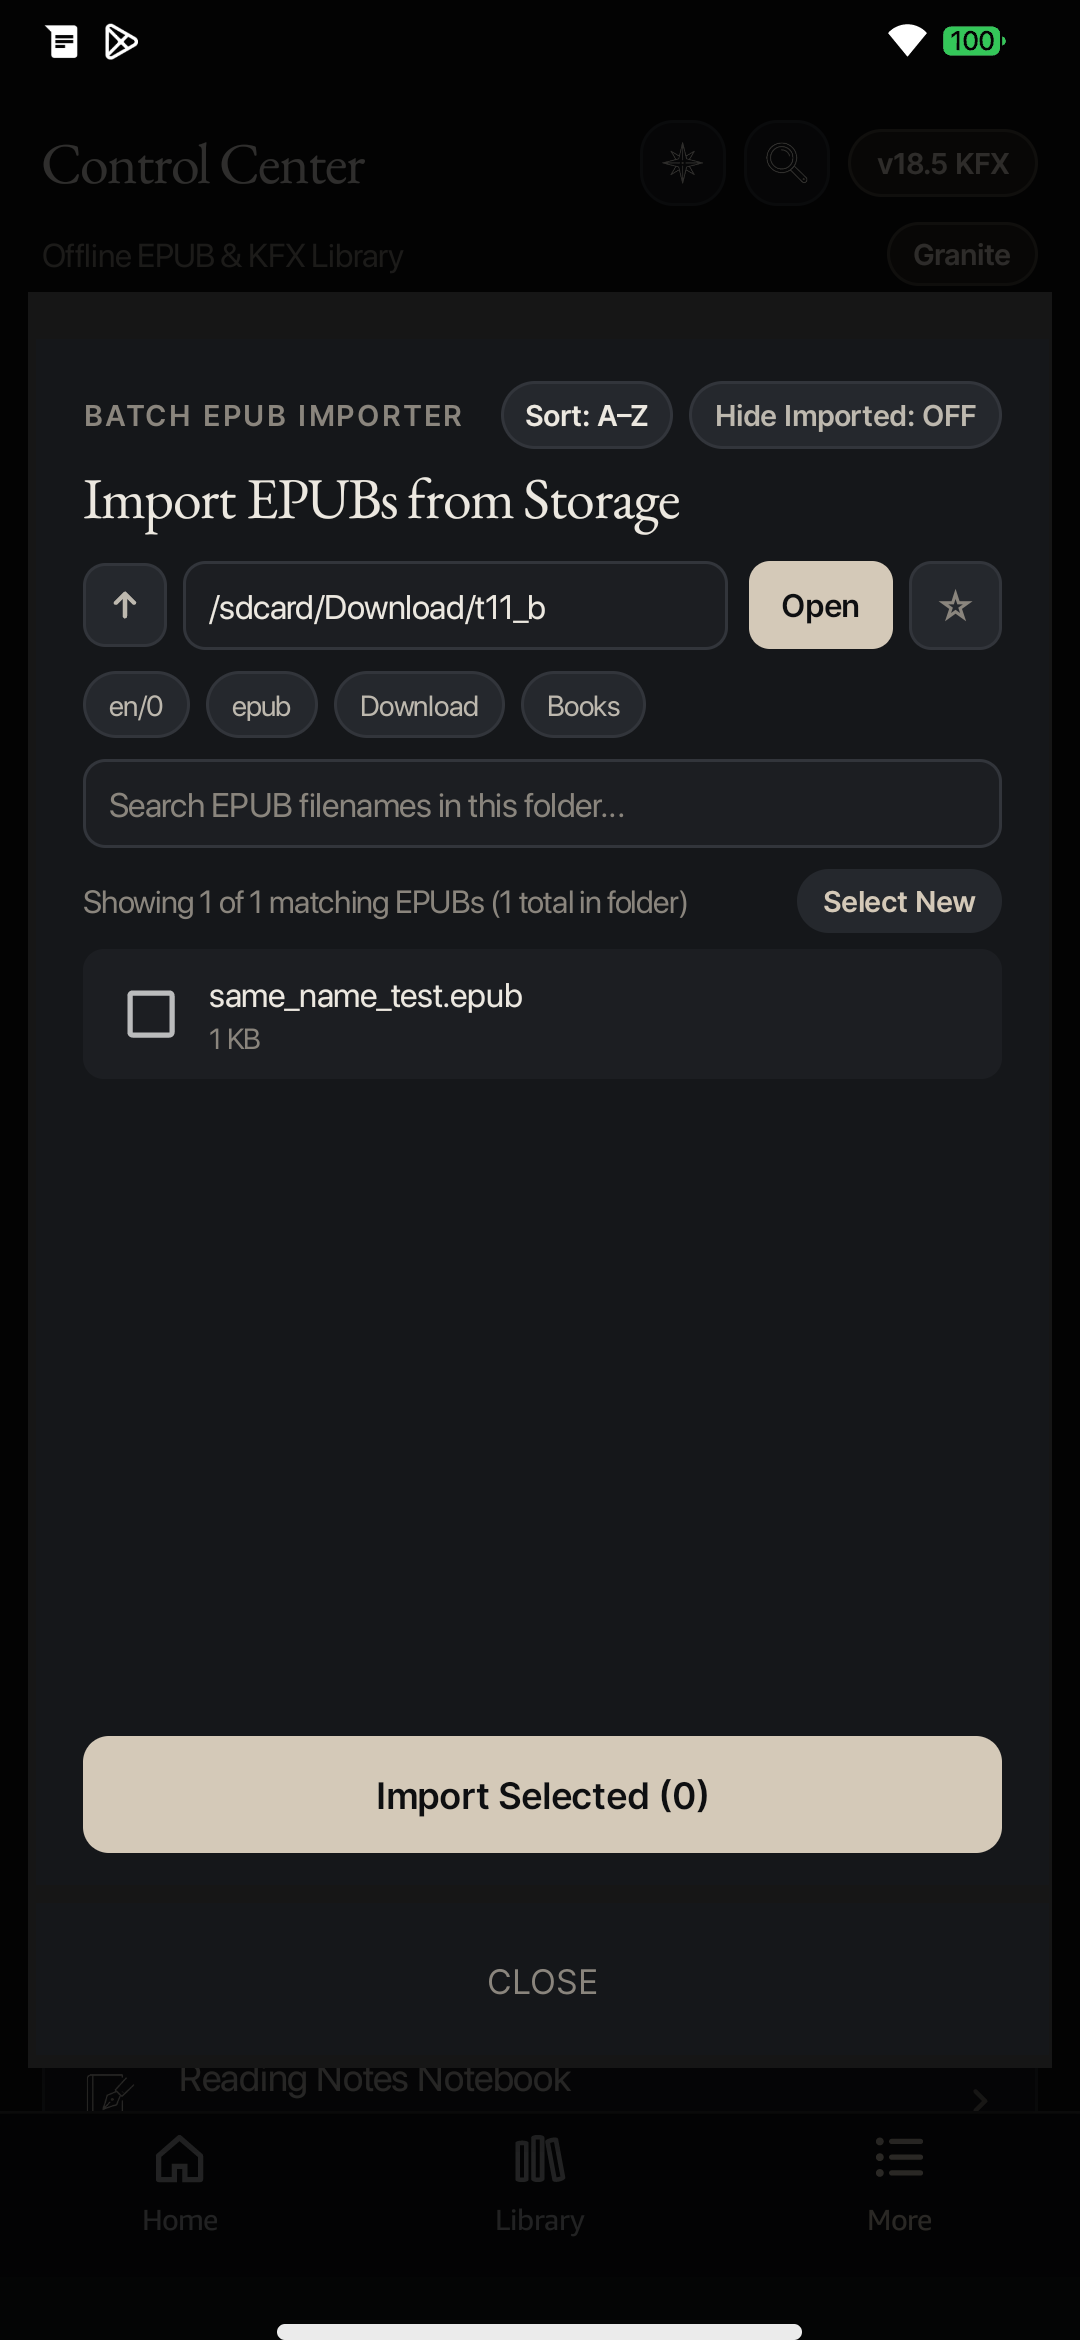 100
Control Center
v18.5 KFX
Offline EPUB & KFX Library
Granite
BATCH EPUB IMPORTER
Sort: A–Z
Hide Imported: OFF
Import EPUBs from Storage
/sdcard/Download/t11_b
Open
en/0
epub
Download
Books
Search EPUB filenames in this folder...
Showing 1 of 1 matching EPUBs (1 total in folder)
Select New
same_name_test.epub
1 KB
Import Selected (0)
CLOSE
Reading Notes Notebook
Home
Library
More